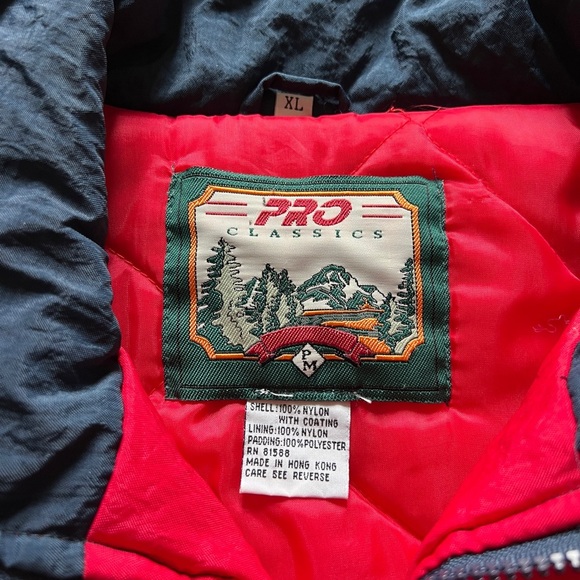 XL
PRO
CLASSICS
P
M
SHELL:100% NYLON
WITH COATING
LINING:100% NYLON
PADDING:100% POLYESTER
RN 81588
MADE IN HONG KONG
CARE SEE REVERSE